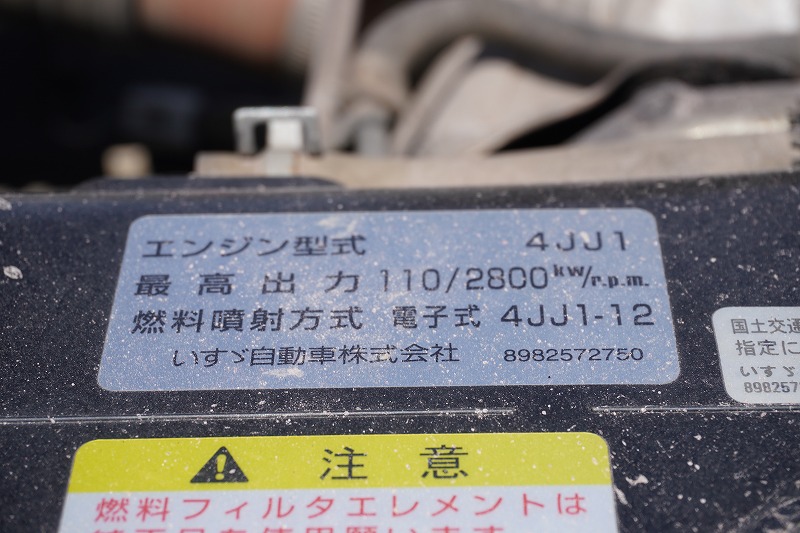 エンジン型式 4JJ1
最高出力 110/2800kw/r.p.m.
燃料噴射方式 電子式 4JJ1-12
いすゞ自動車株式会社 8982572750
国土交通
指定に
いすゞ
898257
⚠注意
燃料フィルタエレメントは